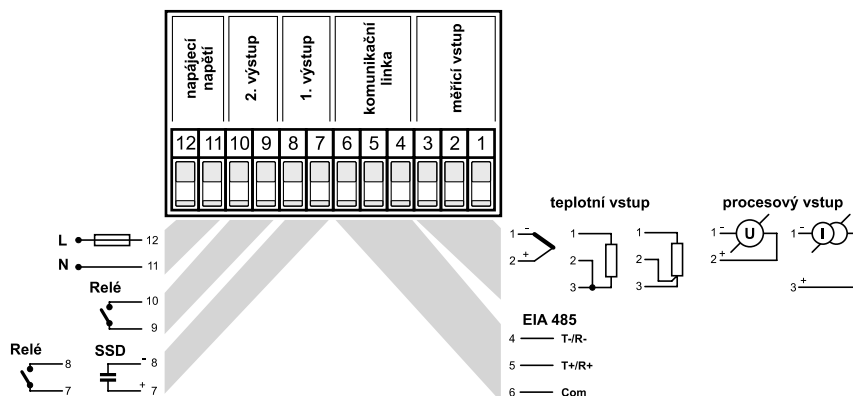 napájecí
napětí
2. výstup
1. výstup
komunikační
linka
měřící vstup
12 11 10 9 8 7 6 5 4 3 2 1
teplotní vstup
procesový vstup
L 12
N 11
Relé
10
9
Relé
8
7
SSD
- 8
+ 7
1 -
2 +
1
2
3
1
2
3
1 -
U
2 +
1 -
I
3 +
EIA 485
4 T-/R-
5 T+/R+
6 Com